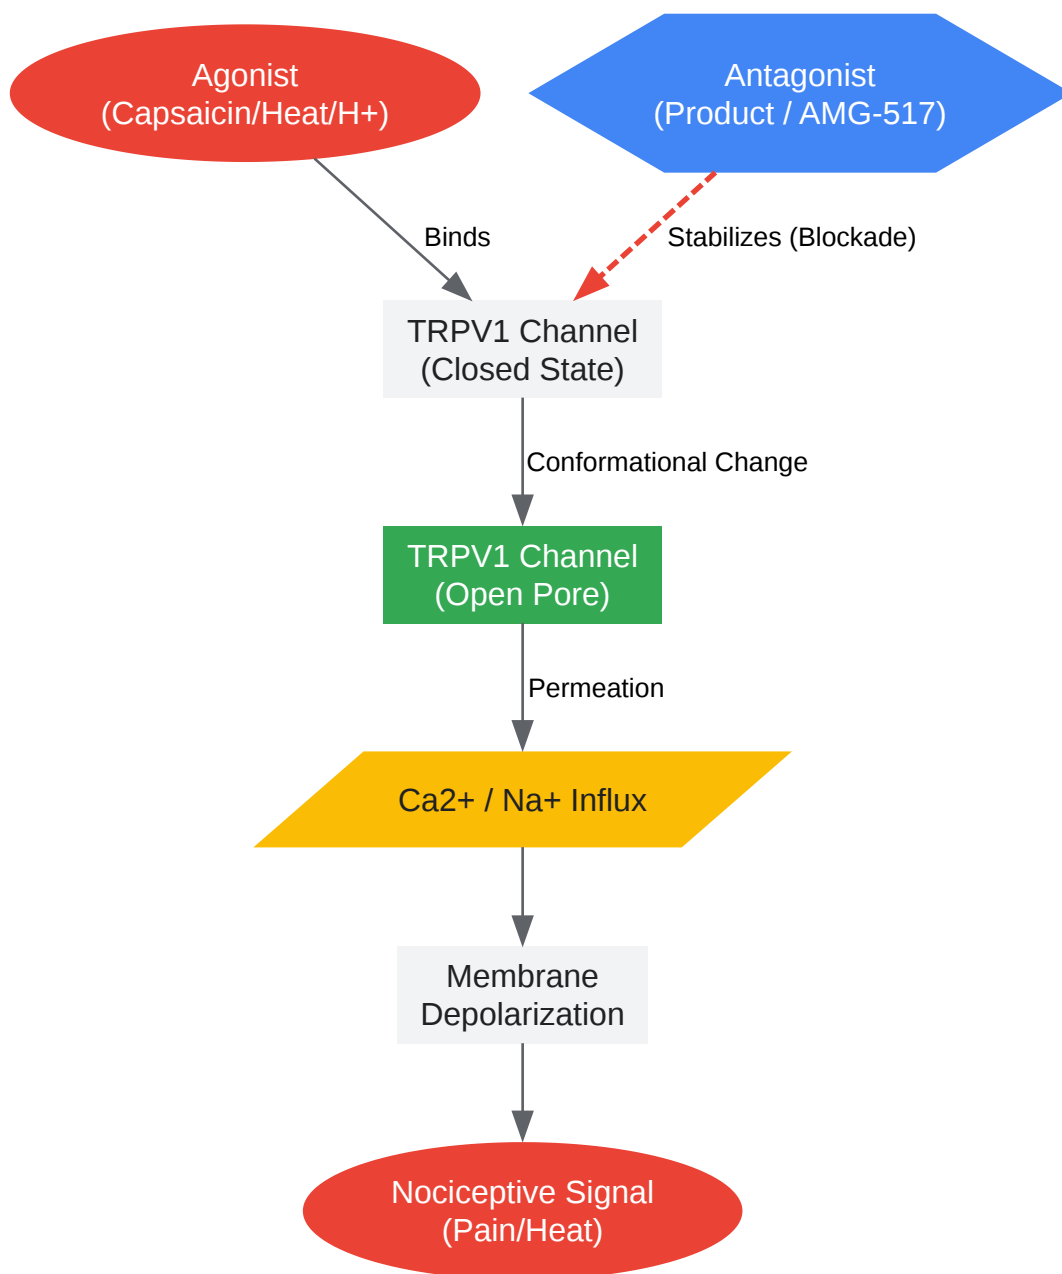 Agonist
(Capsaicin/Heat/H+)
Antagonist
(Product / AMG-517)
Binds
Stabilizes (Blockade)
TRPV1 Channel
(Closed State)
Conformational Change
TRPV1 Channel
(Open Pore)
Permeation
Ca2+ / Na+ Influx
Membrane
Depolarization
Nociceptive Signal
(Pain/Heat)